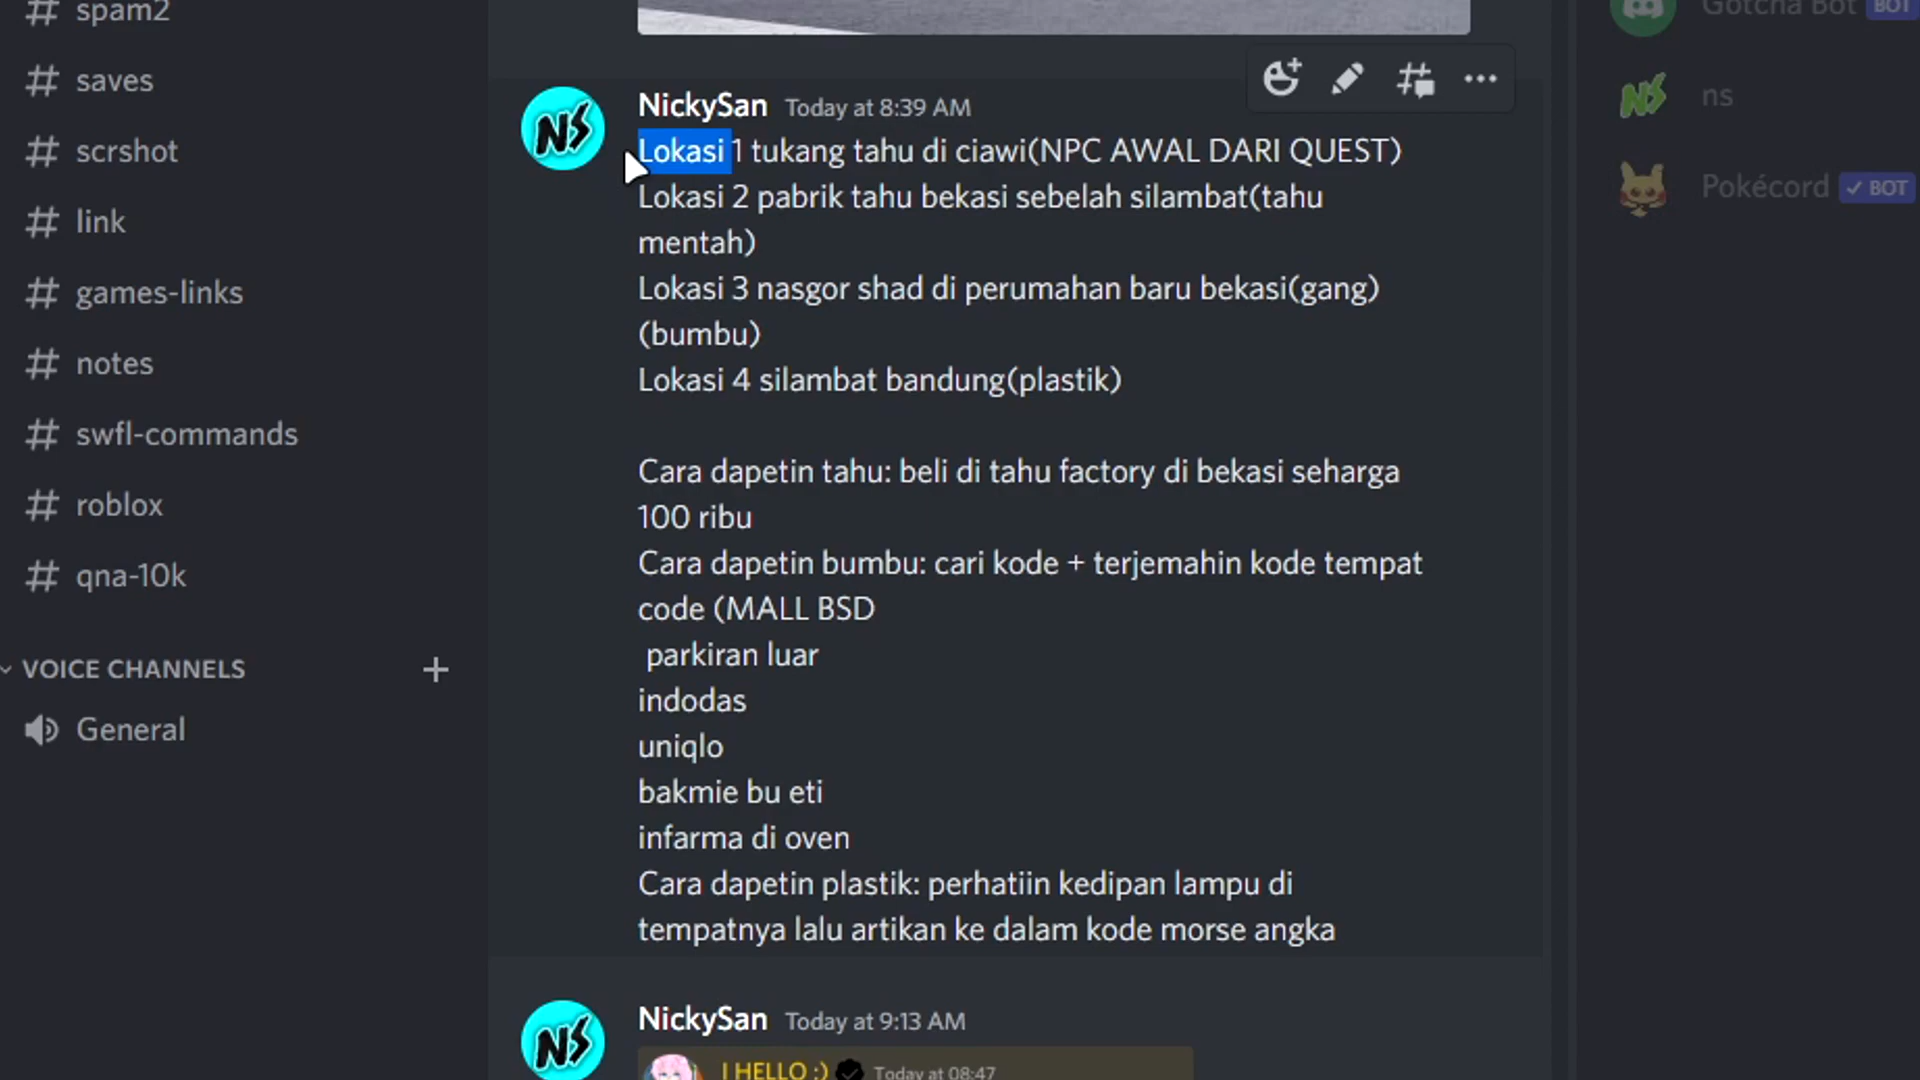 spam2
saves
scrshot
link
games-links
notes
swfl-commands
roblox
qna-10k
VOICE CHANNELS
General
NickySan Today at 8:39 AM
Lokasi 1 tukang tahu di ciawi(NPC AWAL DARI QUEST)
Lokasi 2 pabrik tahu bekasi sebelah silambat(tahu
mentah)
Lokasi 3 nasgor shad di perumahan baru bekasi(gang)
(bumbu)
Lokasi 4 silambat bandung(plastik)
Cara dapetin tahu: beli di tahu factory di bekasi seharga
100 ribu
Cara dapetin bumbu: cari kode + terjemahin kode tempat
code (MALL BSD
parkiran luar
indodas
uniqlo
bakmie bu eti
infarma di oven
Cara dapetin plastik: perhatiin kedipan lampu di
tempatnya lalu artikan ke dalam kode morse angka
NickySan Today at 9:13 AM
I HELLO :) Today at 08:47
Gotcha Bot BOT
ns
Pokécord BOT